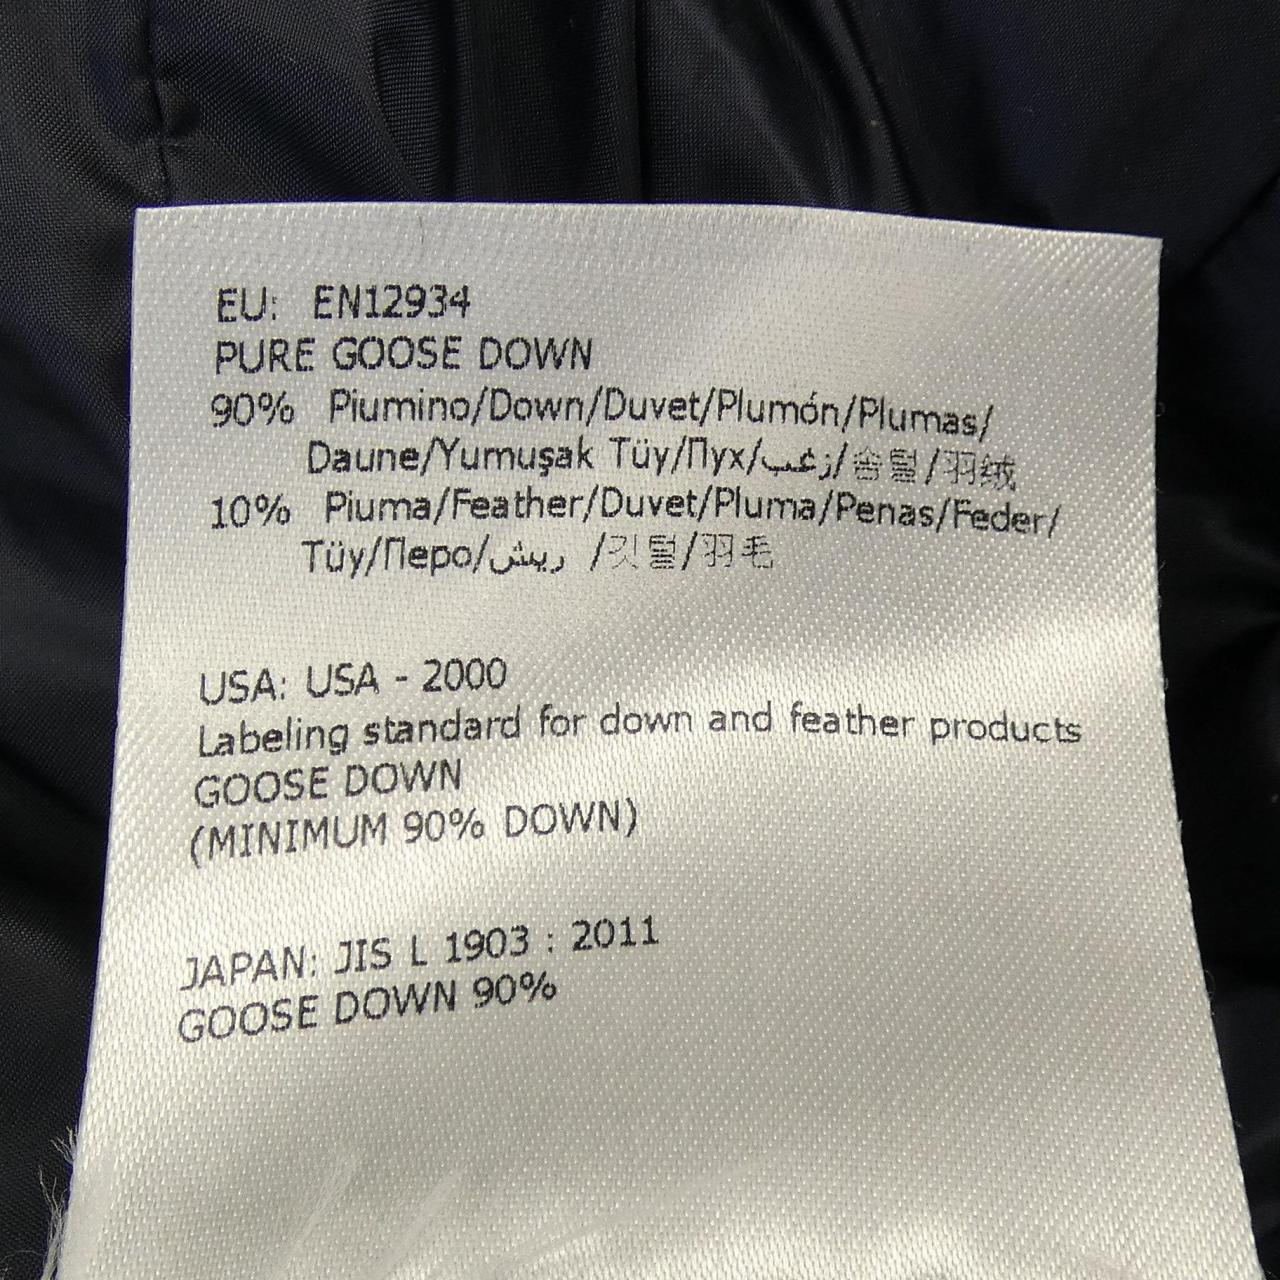 EU: EN12934
PURE GOOSE DOWN
90% Piumino/Down/Duvet/Plumón/Plumas/
Daune/Yumuşak Tüy/Пух/زغب/솜털/羽绒
10% Piuma/Feather/Duvet/Pluma/Penas/Feder/
Tüy/Перо/ريش /깃털/羽毛
USA: USA - 2000
Labeling standard for down and feather products
GOOSE DOWN
(MINIMUM 90% DOWN)
JAPAN: JIS L 1903 : 2011
GOOSE DOWN 90%